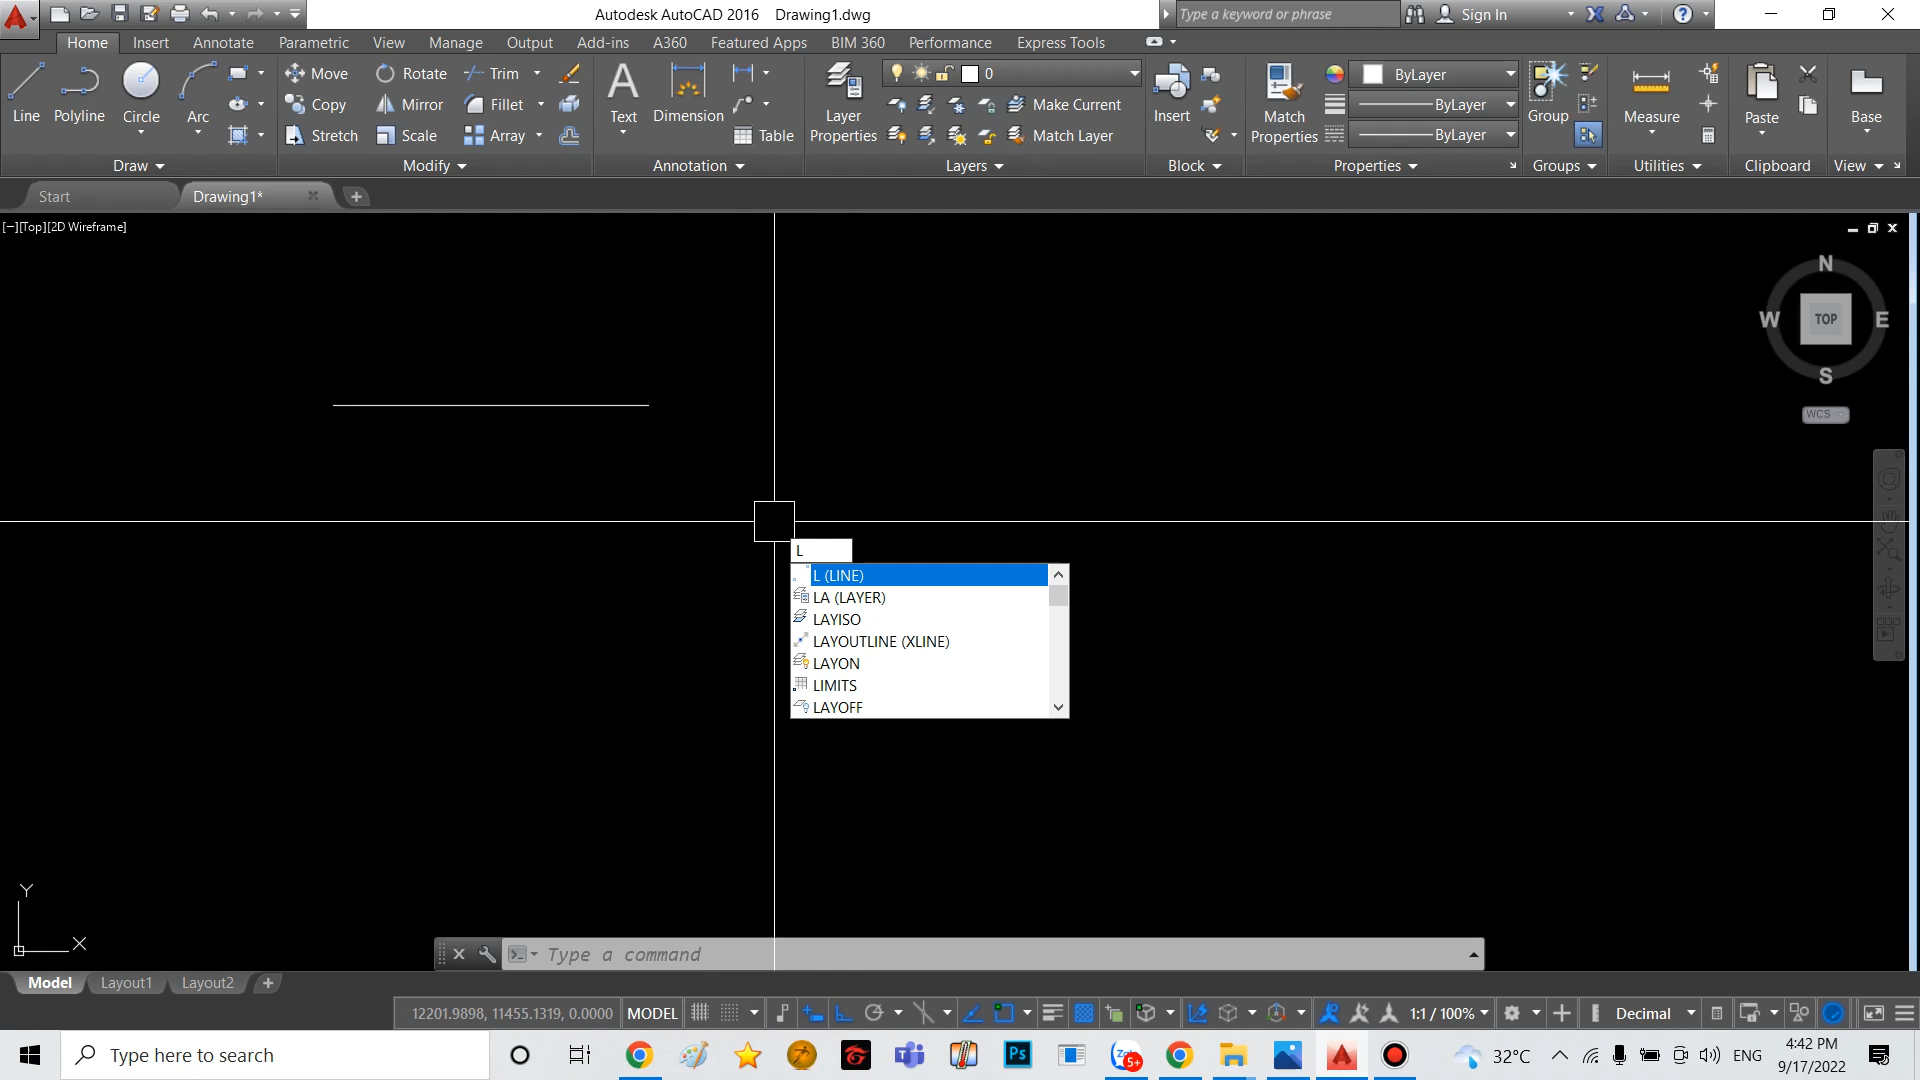 Autodesk AutoCAD 2016 Drawing1.dwg
Type a keyword or phrase
Sign In
Home Insert Annotate Parametric View Manage Output Add-ins A360 Featured Apps BIM 360 Performance Express Tools
Move Rotate Trim
0
ByLayer
Copy Mirror Fillet
Make Current
ByLayer
Line Polyline Circle Arc
Text Dimension
Layer Properties
Insert
Match Properties
Group
Measure
Paste
Base
Stretch Scale Array
Table
Match Layer
ByLayer
Draw Modify Annotation Layers Block Properties Groups Utilities Clipboard View
Start Drawing1*
[−][Top][2D Wireframe]
N
W TOP E
S
WCS
L
L (LINE)
LA (LAYER)
LAYISO
LAYOUTLINE (XLINE)
LAYON
LIMITS
LAYOFF
Y
X
Type a command
Model Layout1 Layout2
12201.9898, 11455.1319, 0.0000 MODEL 1:1 / 100% Decimal
Type here to search
Ps
5+
32°C
ENG
4:42 PM
9/17/2022